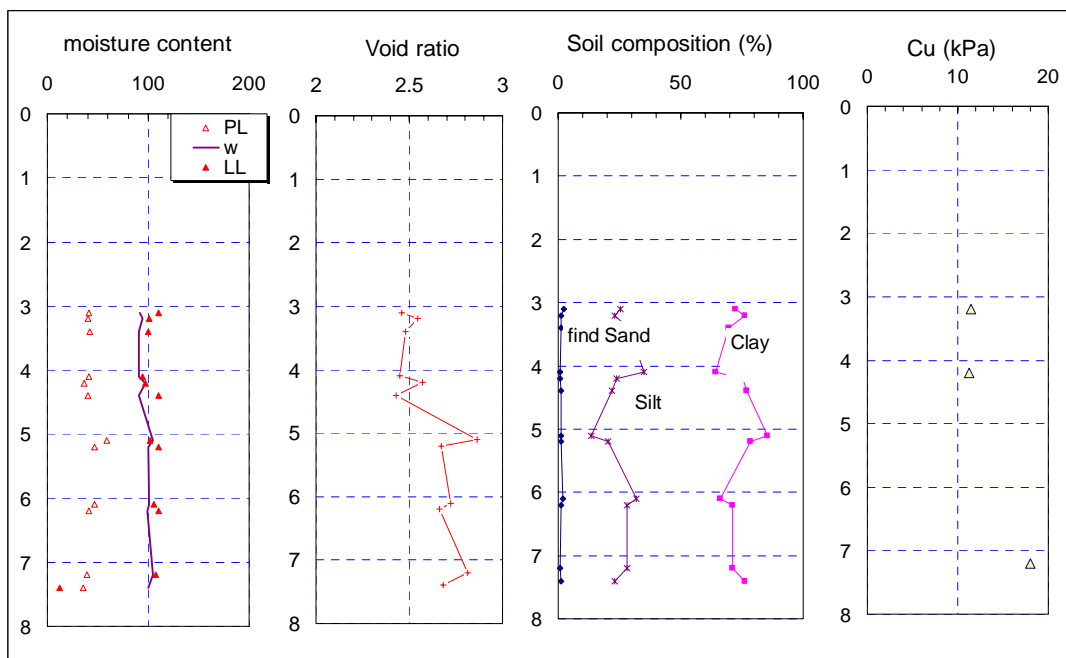 moisture content
0 100 200
0
1
2
3
4
5
6
7
8
PL
w
LL
Void ratio
2 2.5 3
0
1
2
3
4
5
6
7
8
Soil composition (%)
0 50 100
0
1
2
3
4
5
6
7
8
find Sand
Clay
Silt
Cu (kPa)
0 10 20
0
1
2
3
4
5
6
7
8